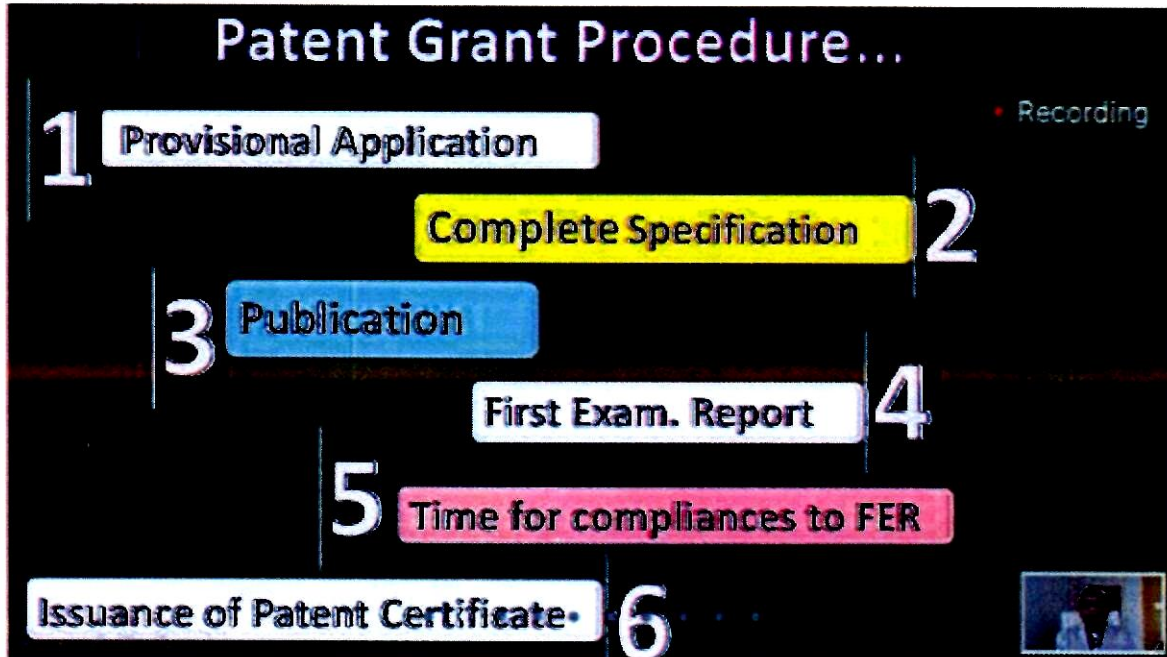 Patent Grant Procedure...
Recording
1 Provisional Application
Complete Specification 2
3 Publication
First Exam. Report 4
5 Time for compliances to FER
Issuance of Patent Certificate 6